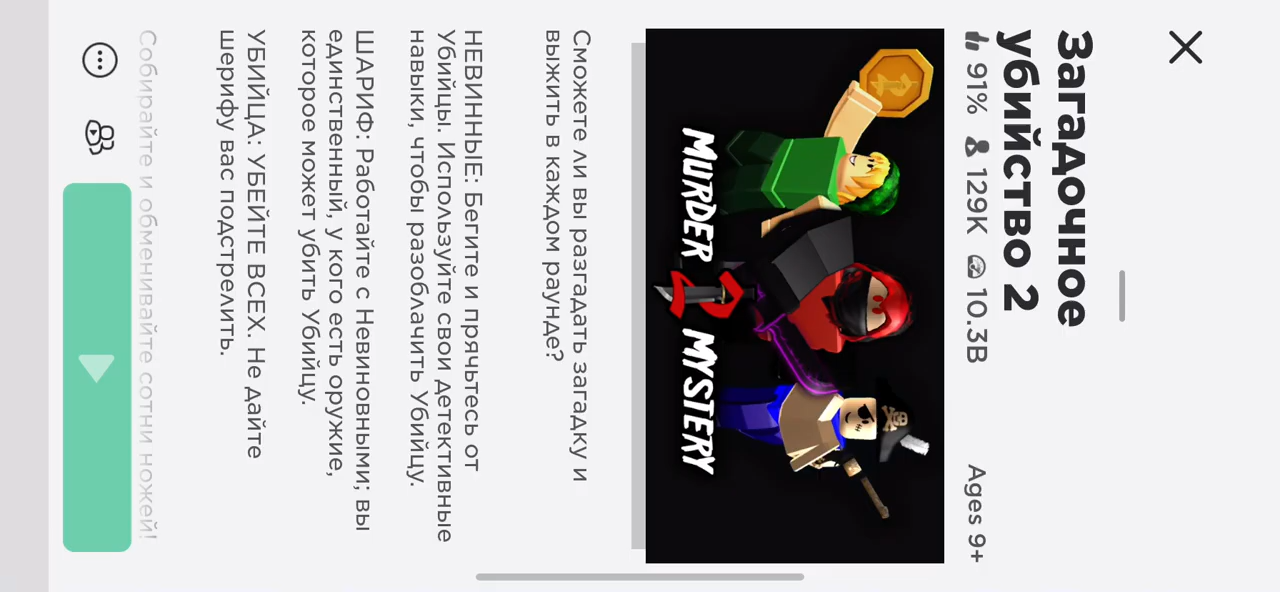 Загадочное
убийство 2
91% 129K 10.3B Ages 9+
MURDER MYSTERY 2
Сможете ли вы разгадать загадку и
выжить в каждом раунде?
НЕВИННЫЕ: Бегите и прячьтесь от
Убийцы. Используйте свои детективные
навыки, чтобы разоблачить Убийцу.
ШАРИФ: Работайте с Невиновными; вы
единственный, у кого есть оружие,
которое может убить Убийцу.
УБИЙЦА: УБЕЙТЕ ВСЕХ. Не дайте
шерифу вас подстрелить.
Собирайте и обменивайте сотни ножей!